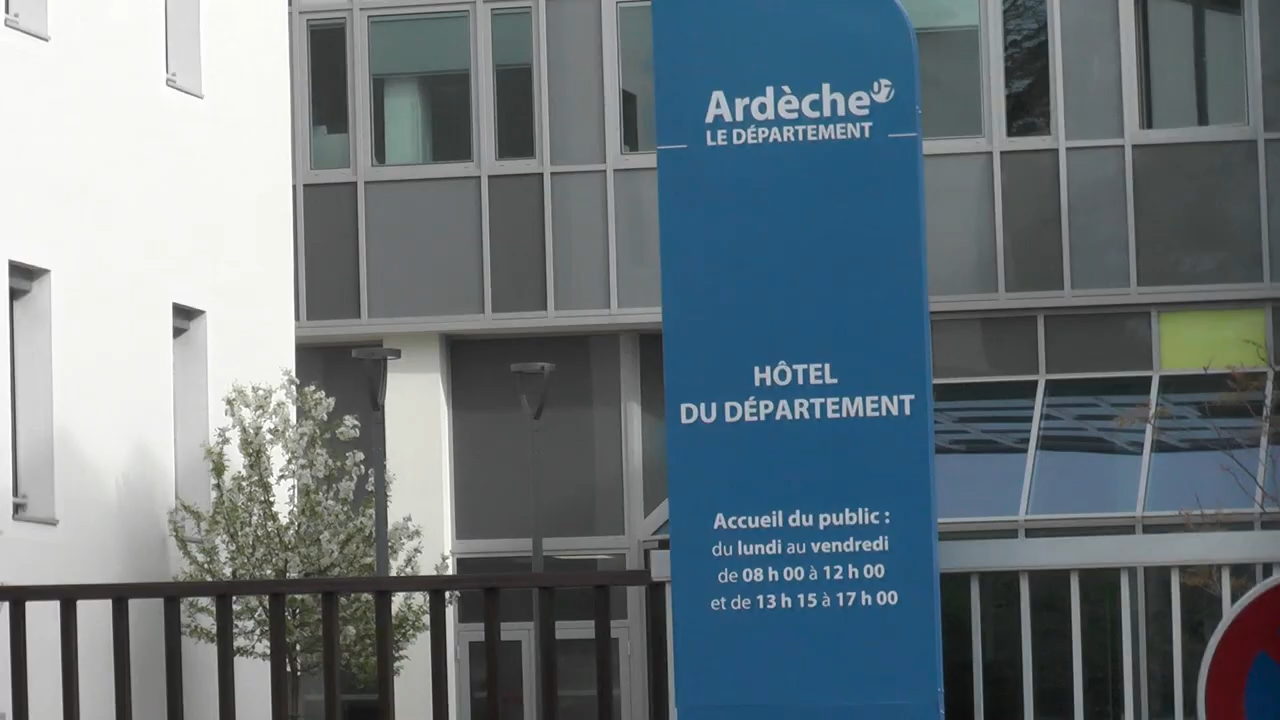 Ardèche07
LE DÉPARTEMENT
HÔTEL
DU DÉPARTEMENT
Accueil du public :
du lundi au vendredi
de 08 h 00 à 12 h 00
et de 13 h 15 à 17 h 00